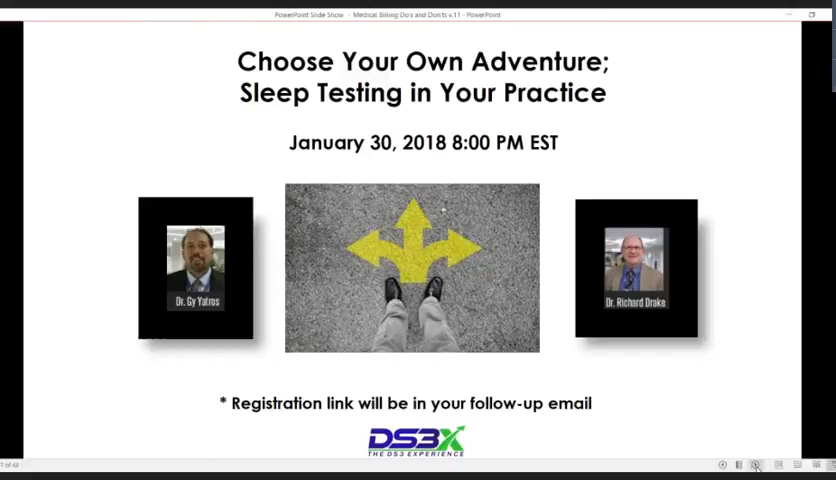 PowerPoint Slide Show - Medical Billing Do's and Don'ts v.11 - PowerPoint
Choose Your Own Adventure;
Sleep Testing in Your Practice
January 30, 2018 8:00 PM EST
Dr. Gy Yatros
Dr. Richard Drake
* Registration link will be in your follow-up email
DS3X
THE DS3 EXPERIENCE